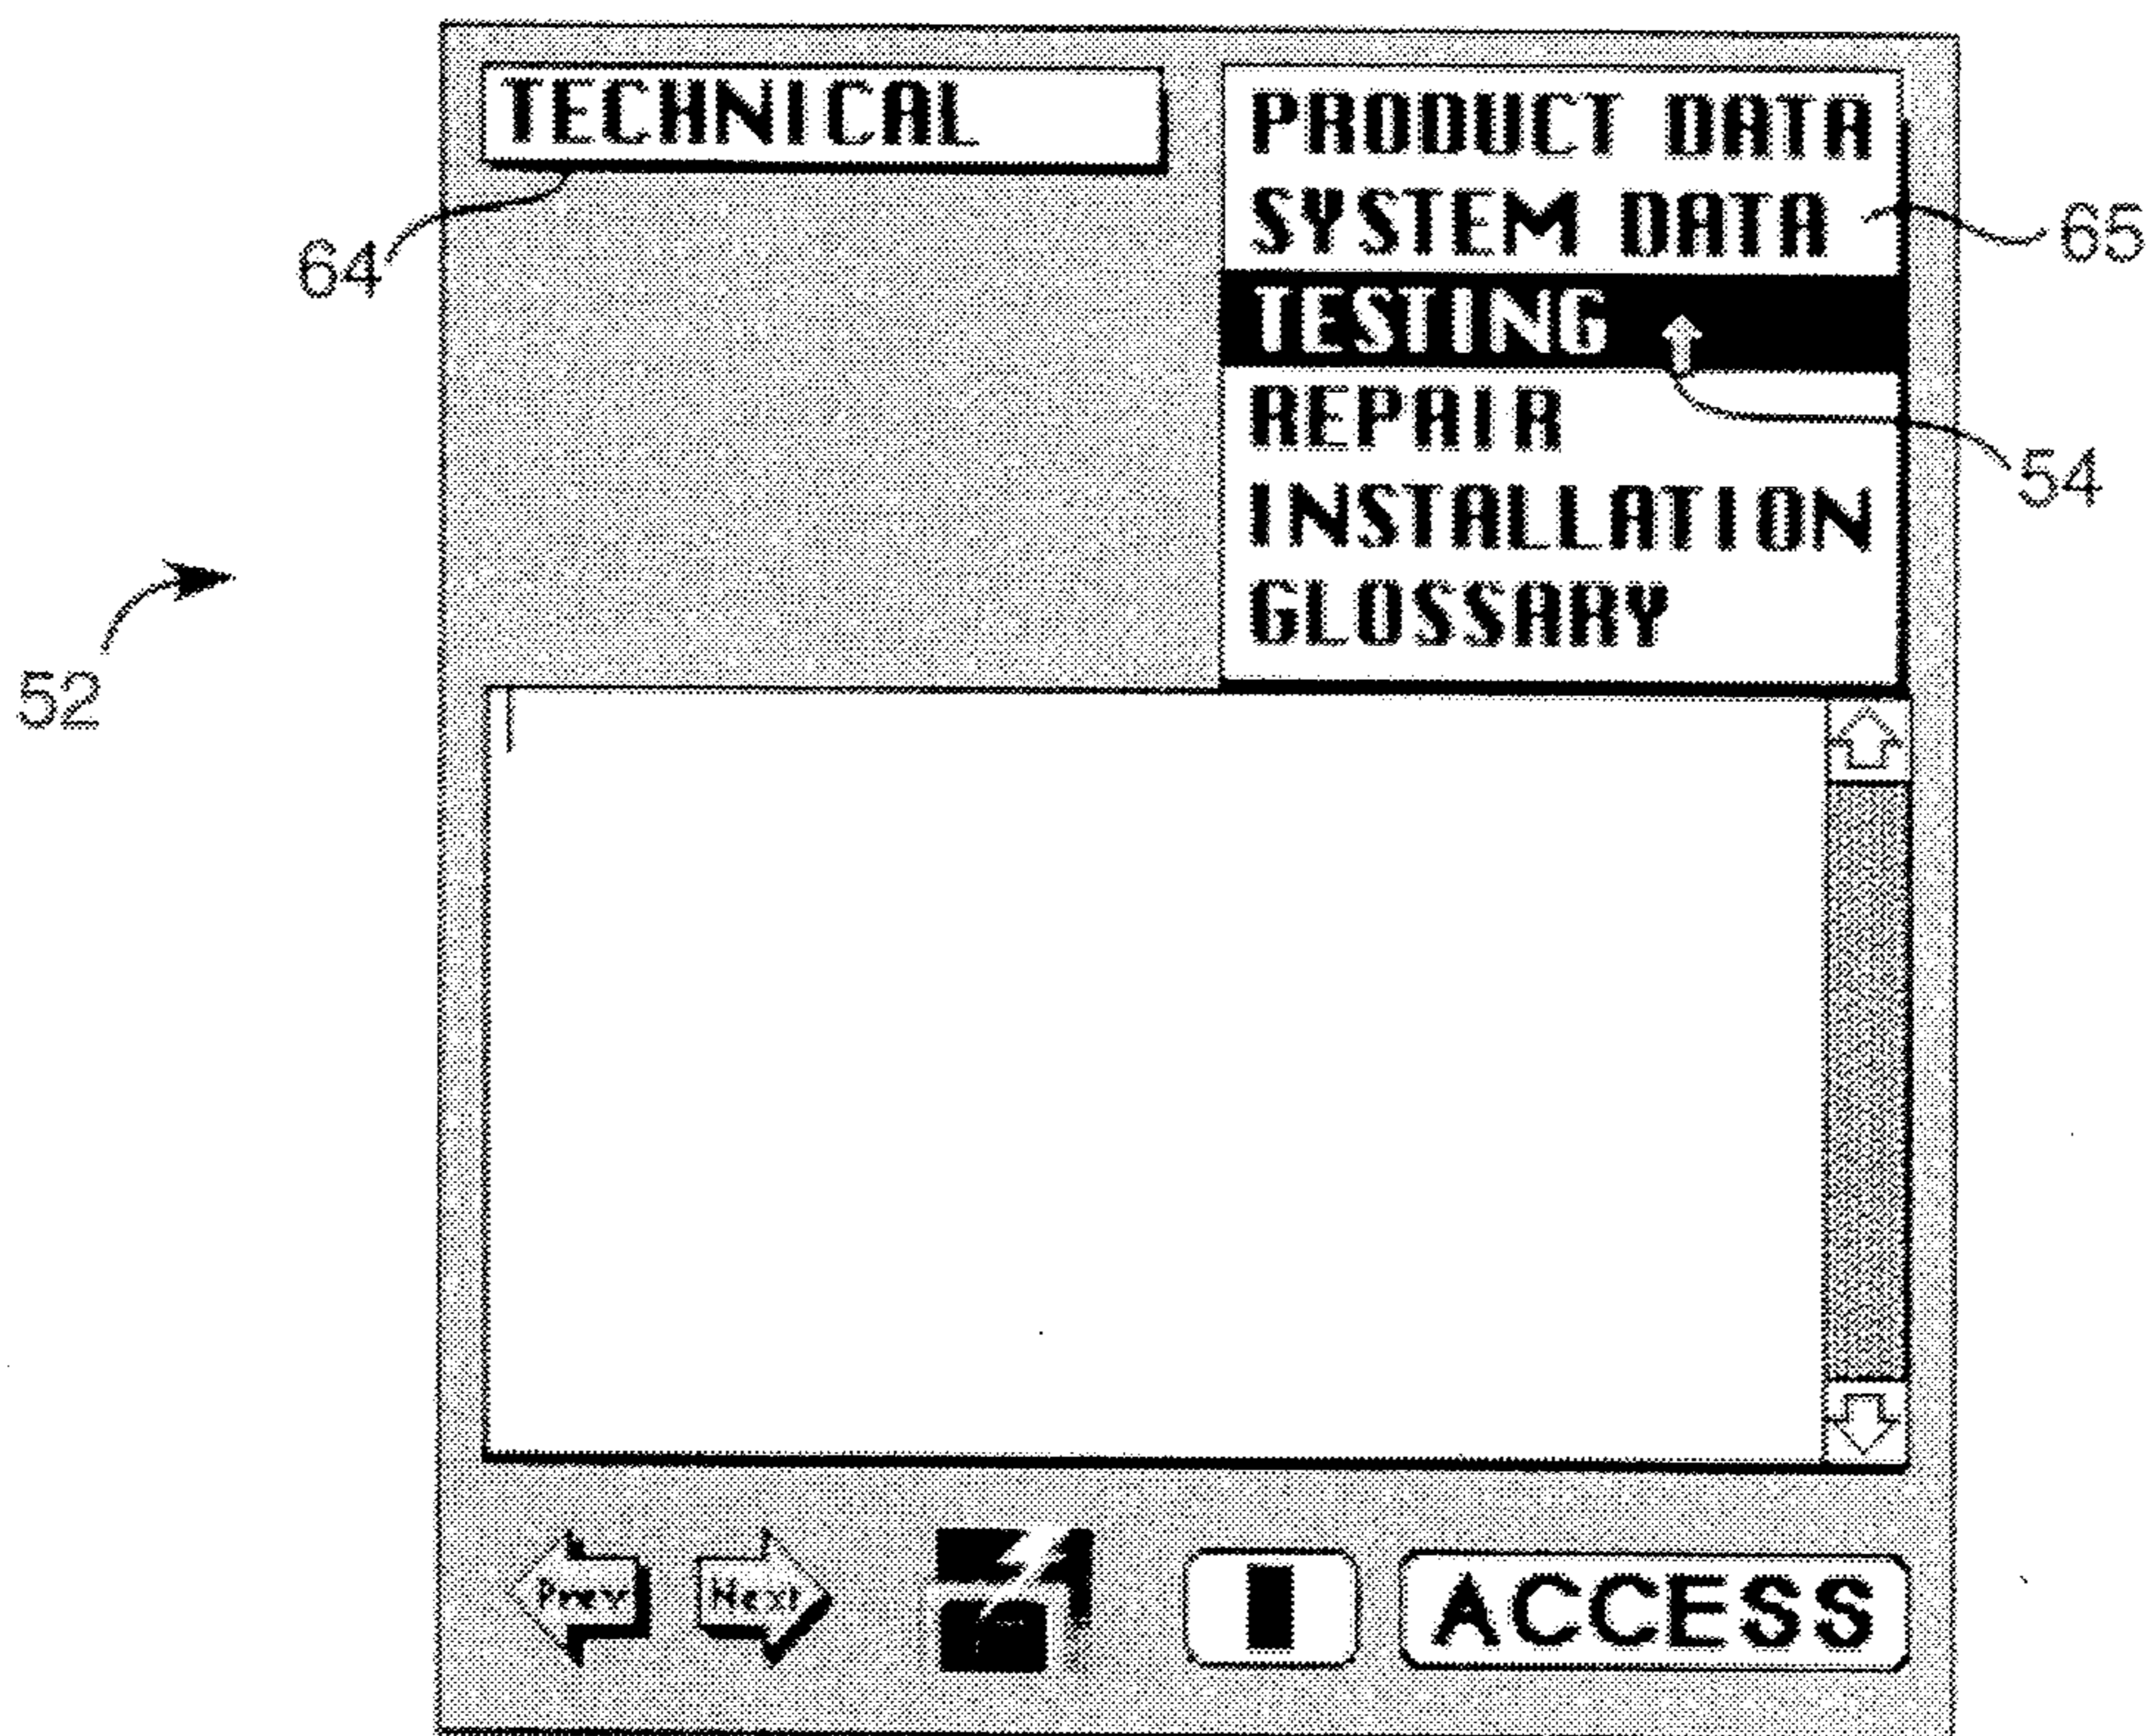 TECHNICAL
PRODUCT DATA
SYSTEM DATA
65
64
TESTING
REPAIR
54
INSTALLATION
GLOSSARY
52
Prev Next I ACCESS